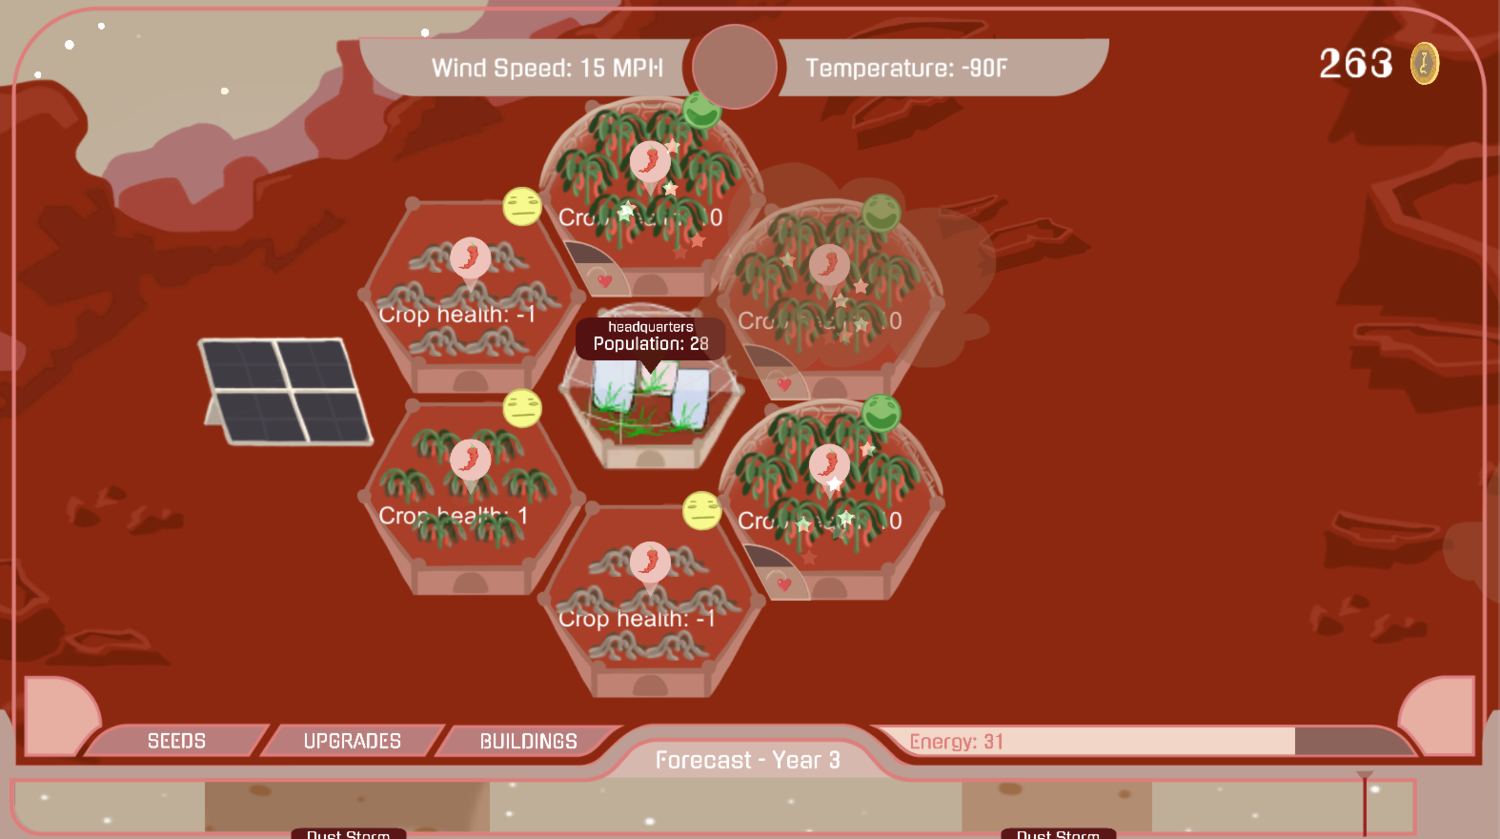 Wind Speed: 15 MPH
Temperature: -90F
263
Crop health: -1
headquarters
Population: 28
Crop health: 1
Crop health: -1
SEEDS
UPGRADES
BUILDINGS
Energy: 31
Forecast - Year 3
Dust Storm
Dust Storm